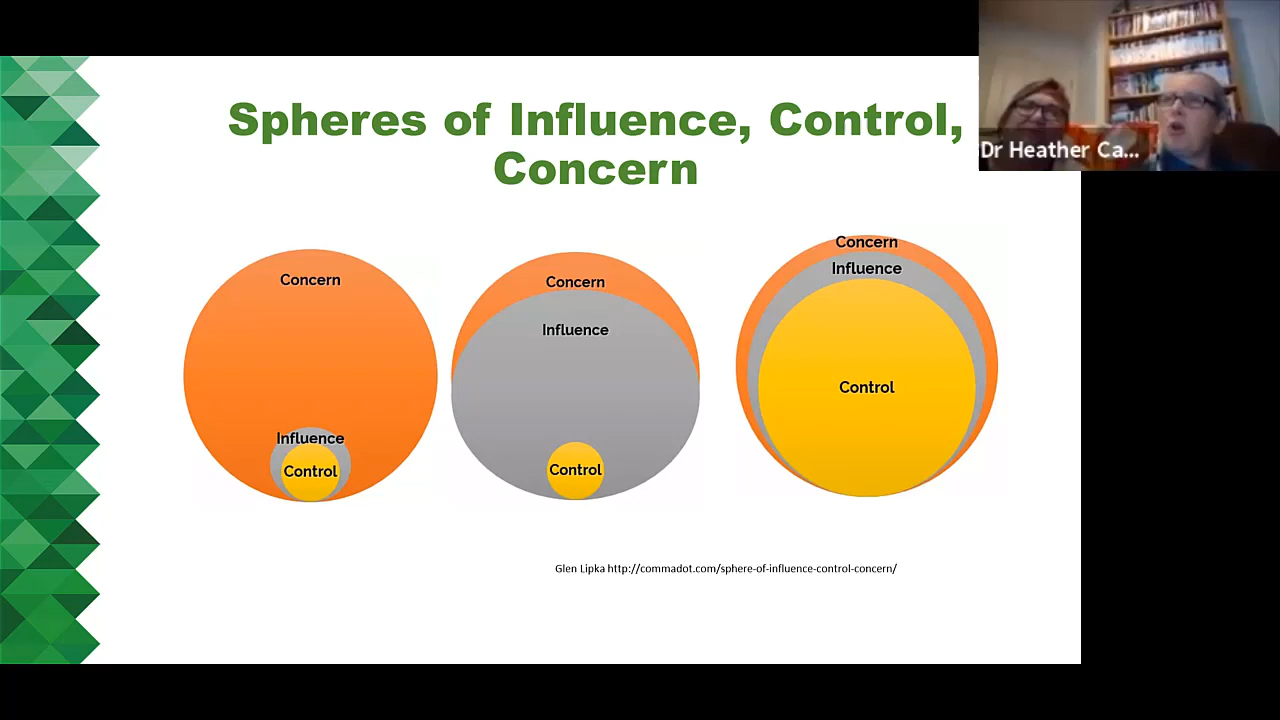 Spheres of Influence, Control,
Concern
Dr Heather Ca...
Concern
Influence
Control
Concern
Influence
Control
Concern
Influence
Control
Glen Lipka http://commadot.com/sphere-of-influence-control-concern/